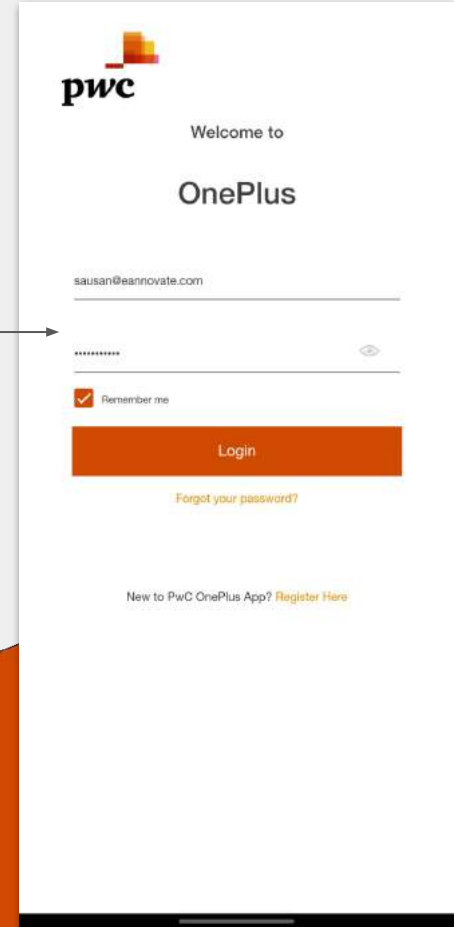 pwc
Welcome to
OnePlus
sausan@eannovate.com
•••••••••••
Remember me
Login
Forgot your password?
New to PwC OnePlus App? Register Here